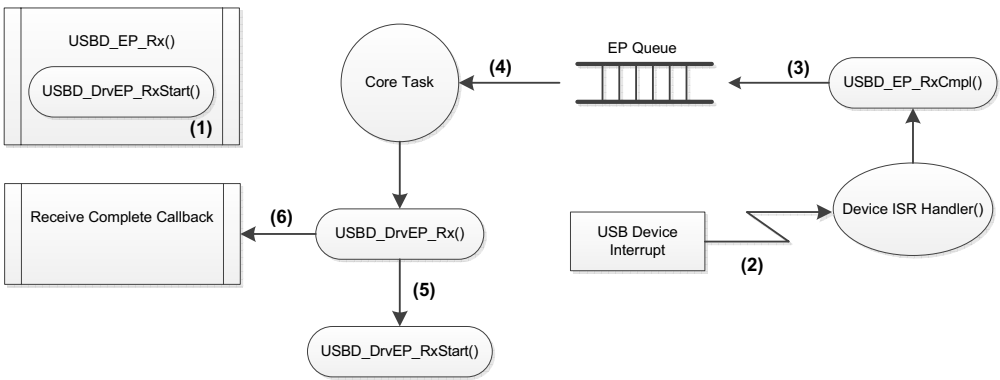 USBD_EP_Rx()
USBD_DrvEP_RxStart()
(1)
Core Task
(4)
EP Queue
(3)
USBD_EP_RxCmpl()
Receive Complete Callback
(6)
USBD_DrvEP_Rx()
USB Device
Interrupt
(2)
Device ISR Handler()
(5)
USBD_DrvEP_RxStart()